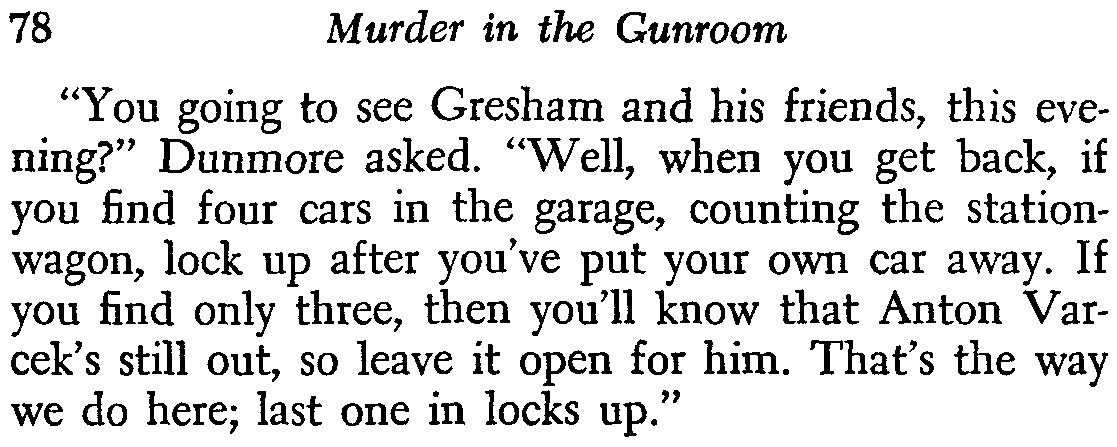 78 Murder in the Gunroom
“You going to see Gresham and his friends, this eve-
ning?” Dunmore asked. “Well, when you get back, if
you find four cars in the garage, counting the station-
wagon, lock up after you’ve put your own car away. If
you find only three, then you’ll know that Anton Var-
cek’s still out, so leave it open for him. That’s the way
we do here; last one in locks up.”